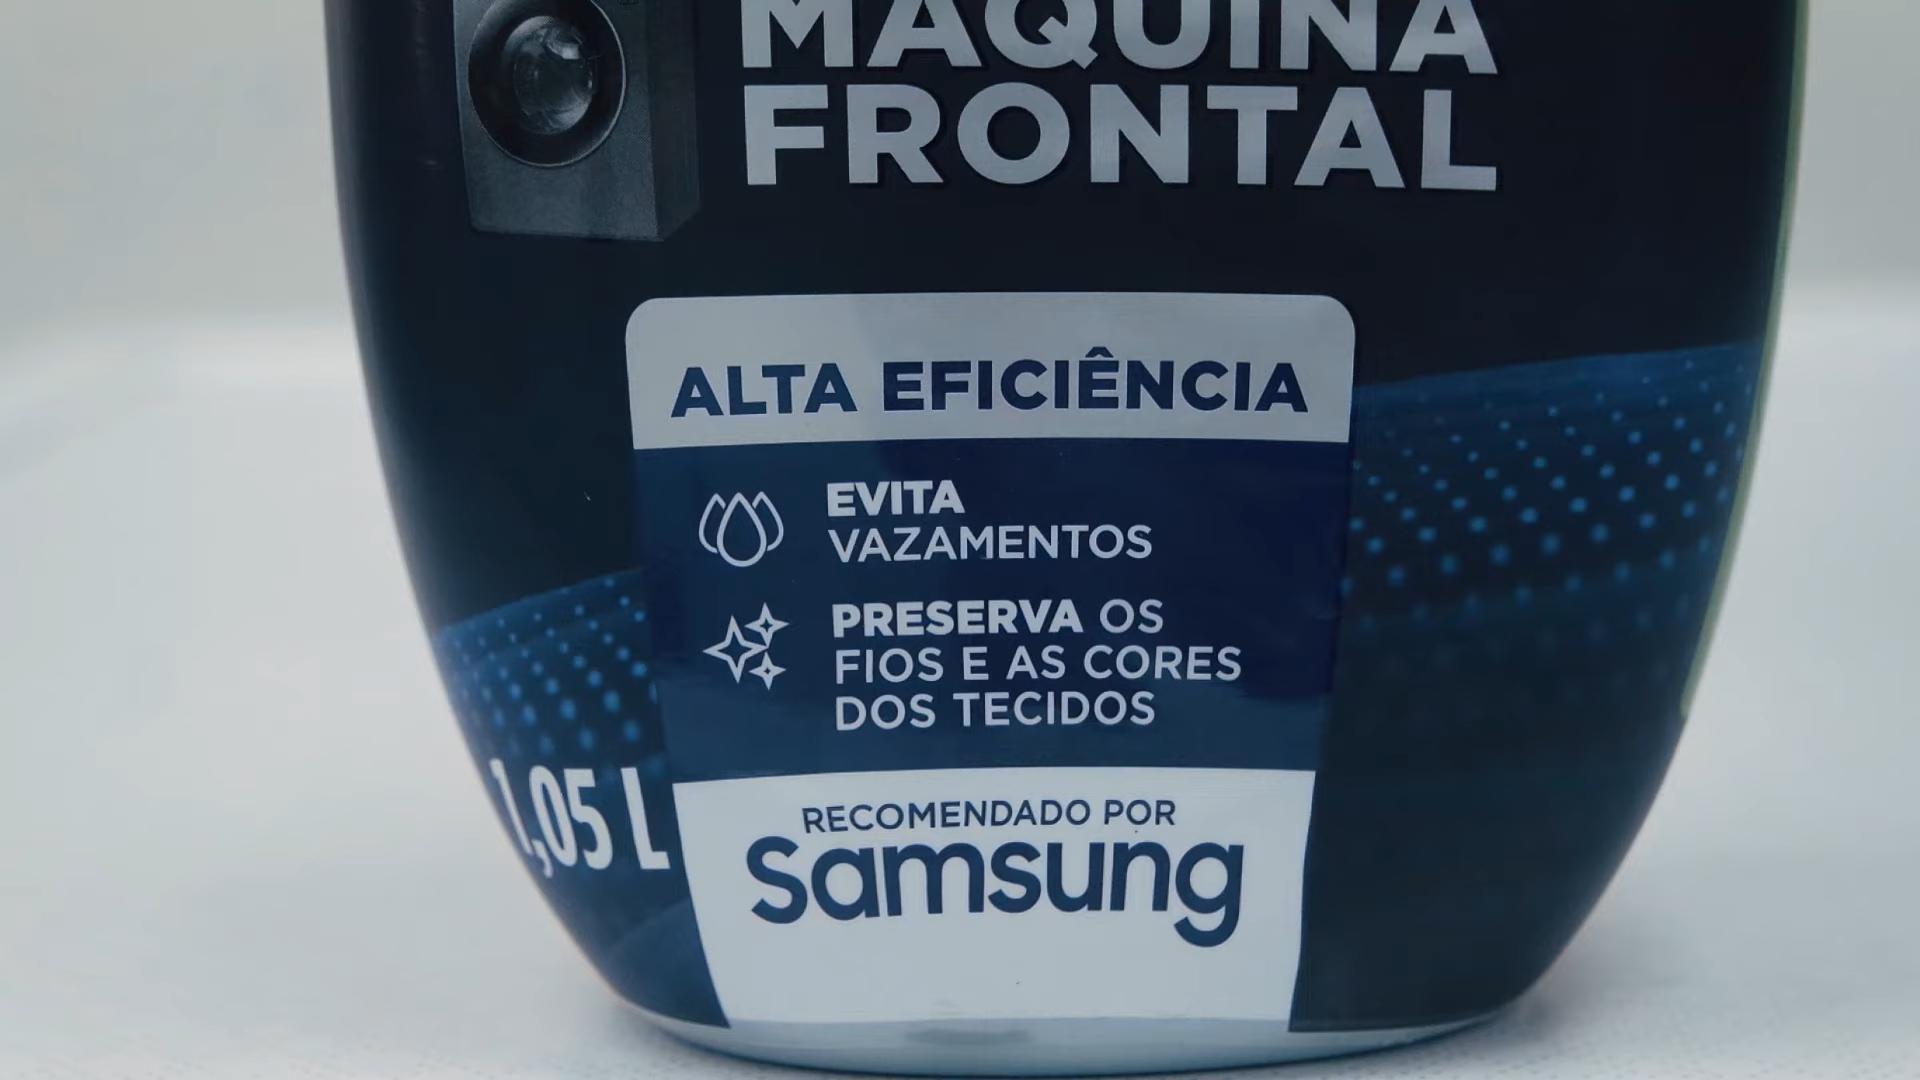 MÁQUINA
FRONTAL
ALTA EFICIÊNCIA
EVITA
VAZAMENTOS
PRESERVA OS
FIOS E AS CORES
DOS TECIDOS
1,05 L
RECOMENDADO POR
Samsung